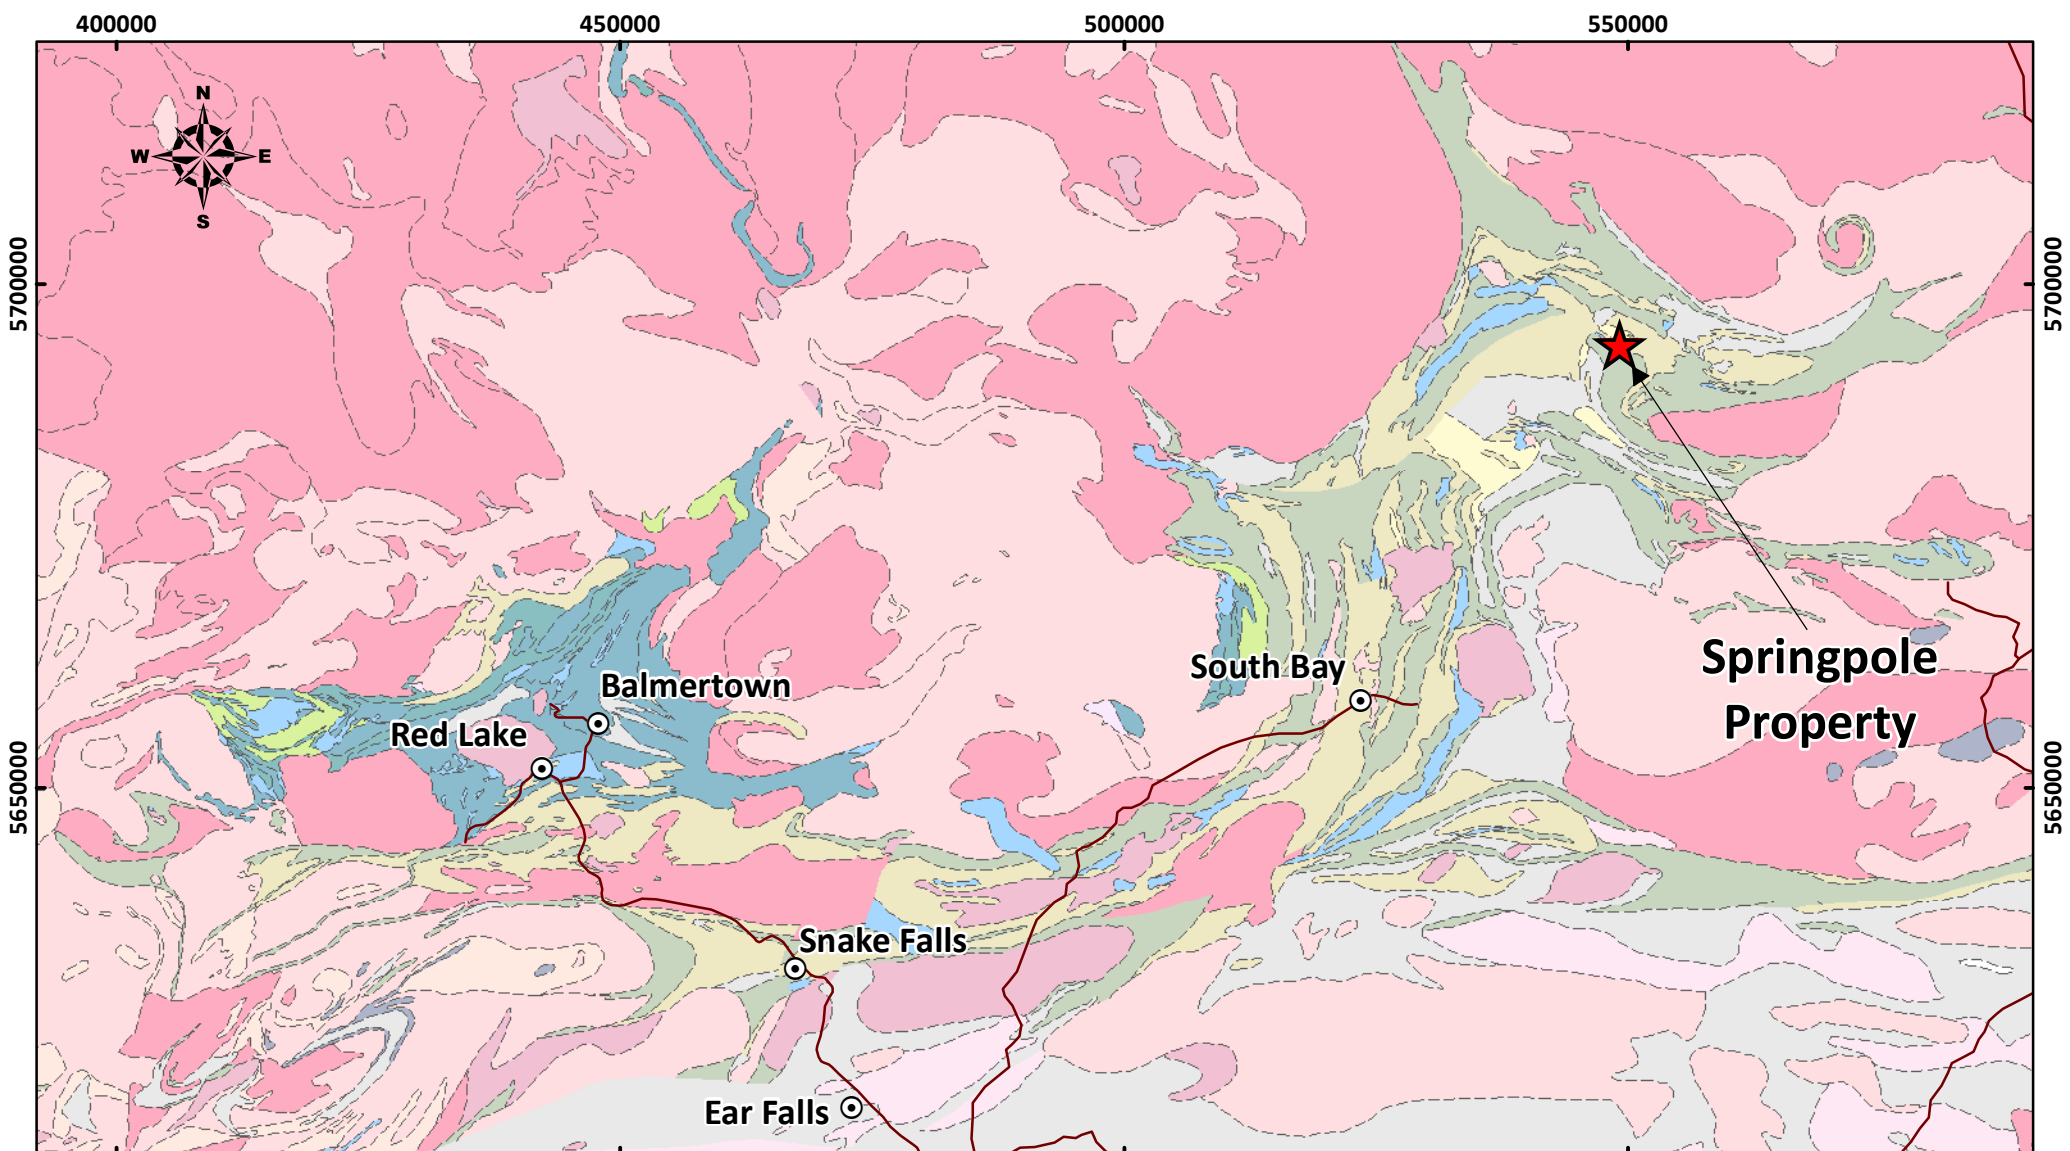 400000 450000 500000 550000
N
W E
S
5700000 5700000
Springpole
Property
South Bay
Balmertown
Red Lake
5650000 5650000
Snake Falls
Ear Falls